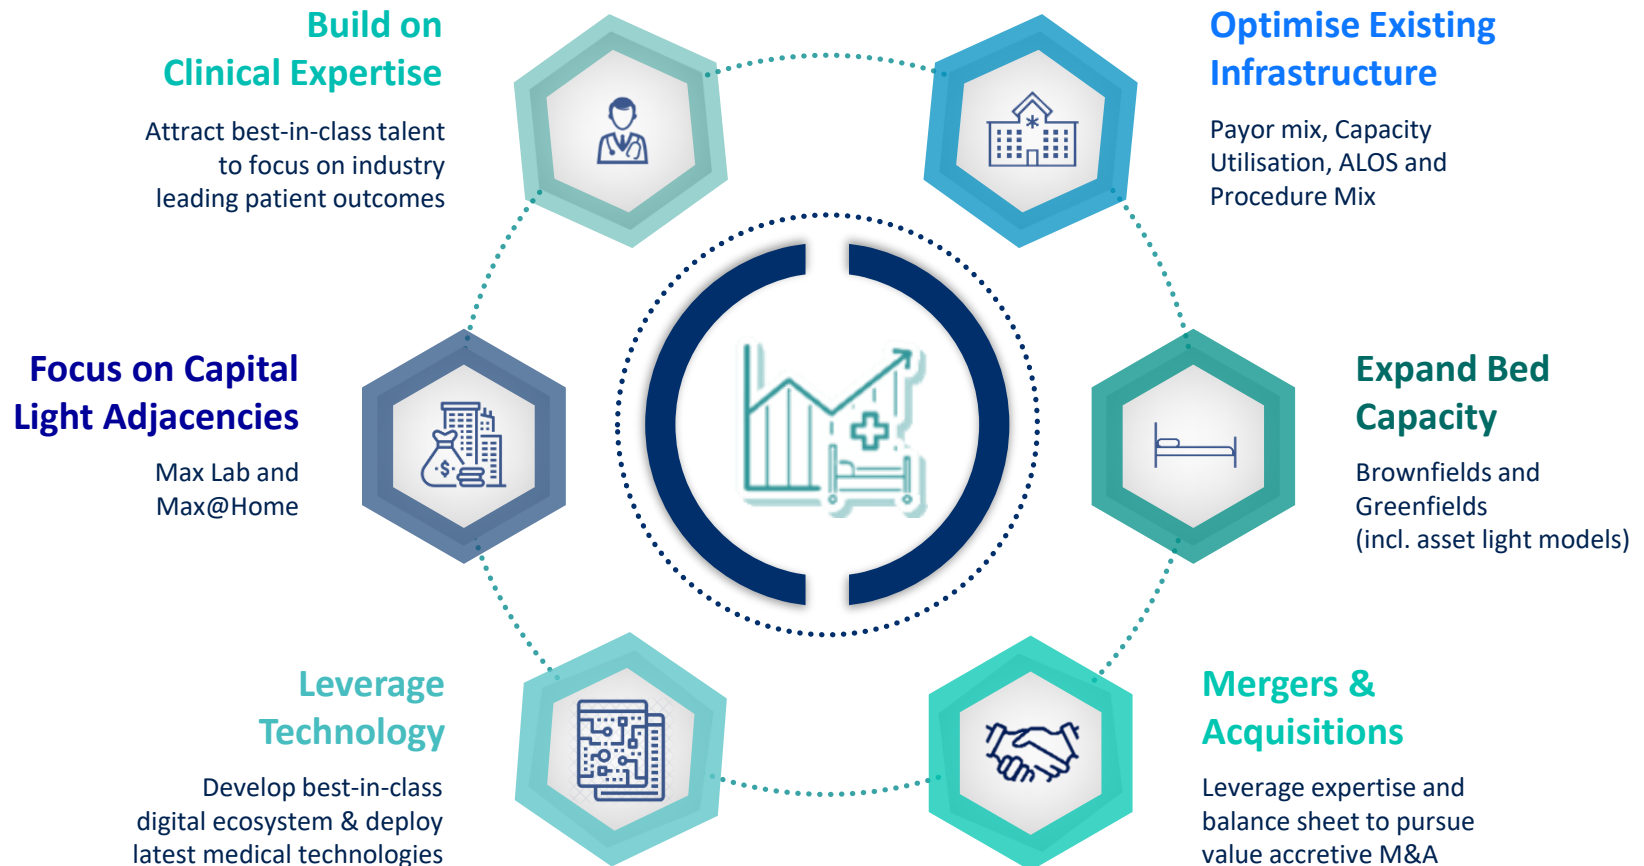 Build on
Clinical Expertise
Attract best-in-class talent
to focus on industry
leading patient outcomes
Optimise Existing
Infrastructure
Payor mix, Capacity
Utilisation, ALOS and
Procedure Mix
Focus on Capital
Light Adjacencies
Max Lab and
Max@Home
Expand Bed
Capacity
Brownfields and
Greenfields
(incl. asset light models)
Leverage
Technology
Develop best-in-class
digital ecosystem & deploy
latest medical technologies
Mergers &
Acquisitions
Leverage expertise and
balance sheet to pursue
value accretive M&A